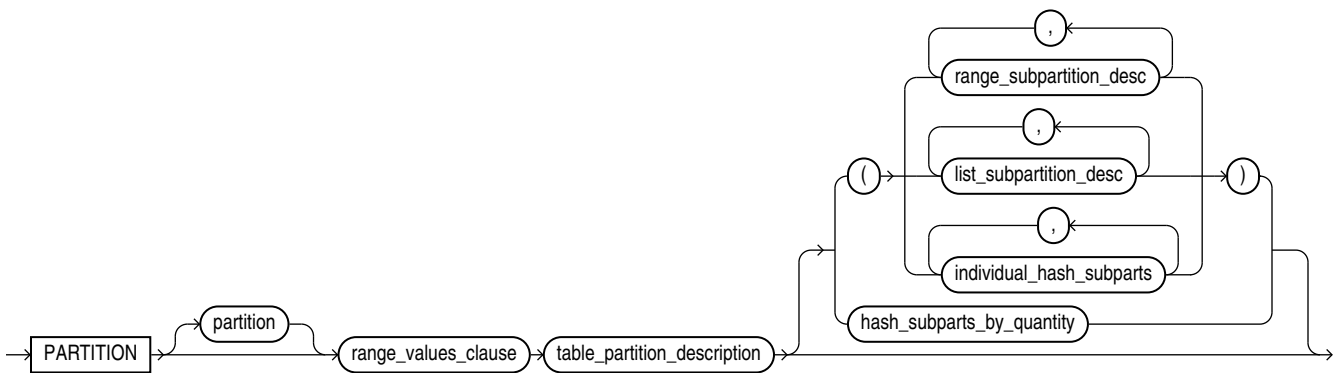 ,
range_subpartition_desc
,
( list_subpartition_desc )
,
individual_hash_subparts
partition hash_subparts_by_quantity
PARTITION range_values_clause table_partition_description